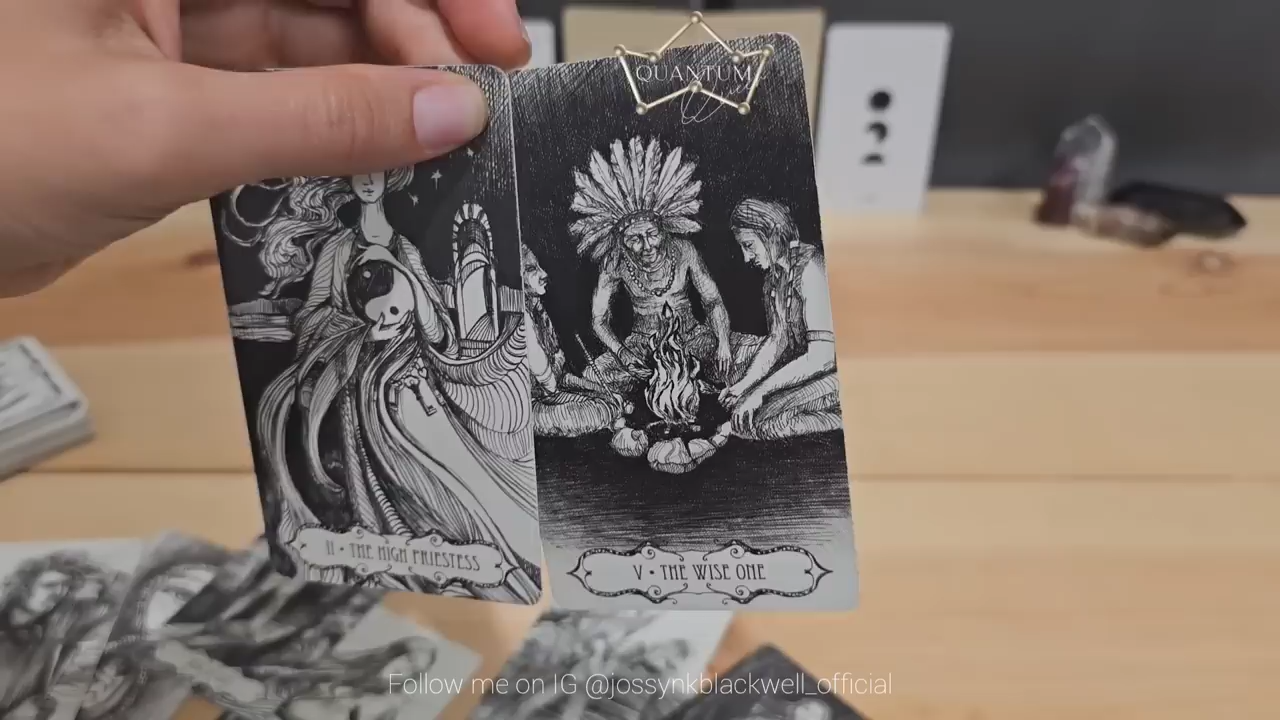 QUANTUM
II • THE HIGH PRIESTESS
V • THE WISE ONE
Follow me on IG @jossynkblackwell_official